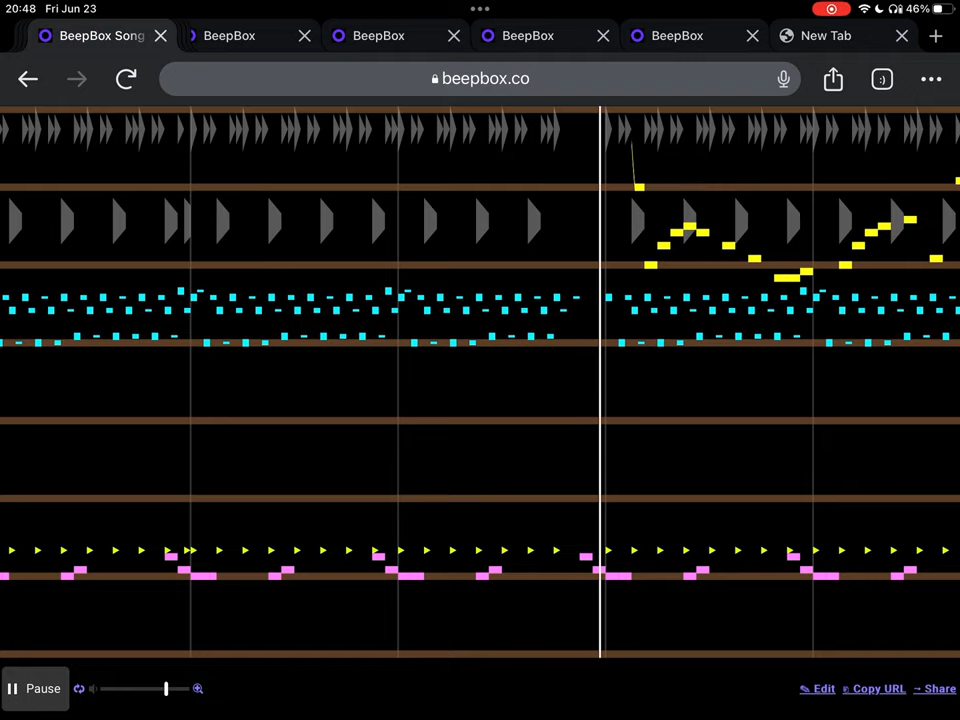 20:48 Fri Jun 23 46%
BeepBox Song BeepBox BeepBox BeepBox BeepBox New Tab
beepbox.co :)
Pause Edit Copy URL Share